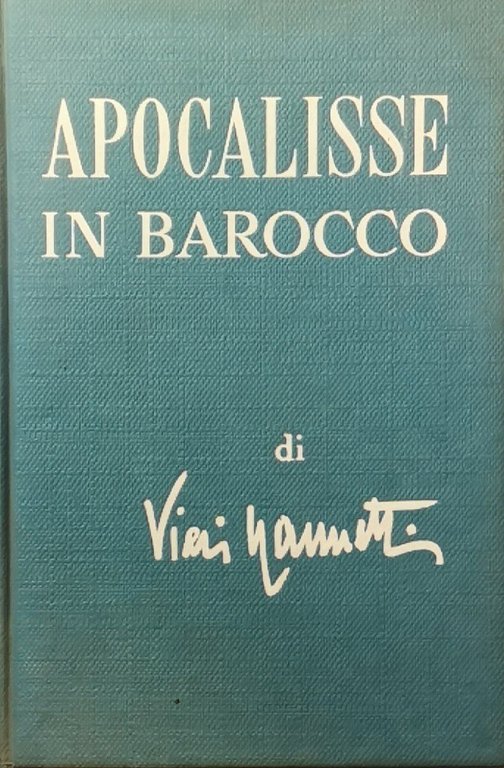 APOCALISSE
IN BAROCCO
di
Vieri Nannetti